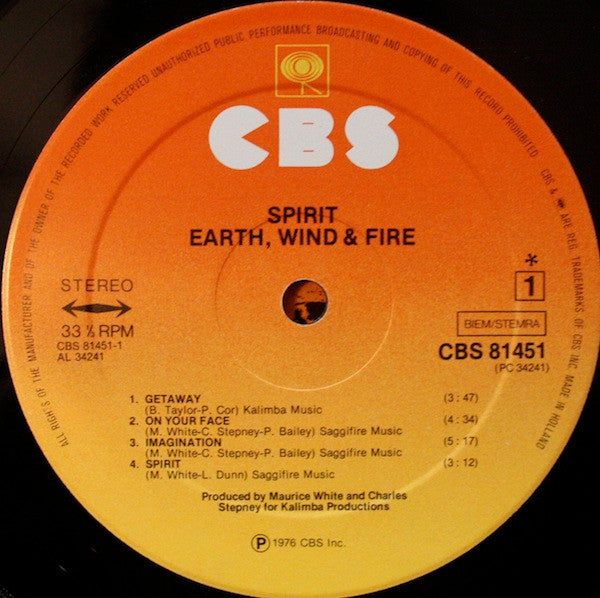 ALL RIGHTS OF THE MANUFACTURER AND OF THE OWNER OF THE RECORDED WORK RESERVED UNAUTHORIZED PUBLIC PERFORMANCE BROADCASTING AND COPYING OF THIS RECORD PROHIBITED. CBS & ARE REG. TRADEMARKS OF CBS INC. MADE IN HOLLAND
CBS
SPIRIT
EARTH, WIND & FIRE
STEREO
33 ⅓ RPM
CBS 81451-1
AL 34241
*
1
BIEM/STEMRA
CBS 81451
(PC 34241)
1. GETAWAY (3 : 47)
(B. Taylor-P. Cor) Kalimba Music
2. ON YOUR FACE (4 : 34)
(M. White-C. Stepney-P. Bailey) Saggifire Music
3. IMAGINATION (5 : 17)
(M. White-C. Stepney-P. Bailey) Saggifire Music
4. SPIRIT (3 : 12)
(M. White-L. Dunn) Saggifire Music
Produced by Maurice White and Charles
Stepney for Kalimba Productions
Ⓟ 1976 CBS Inc.